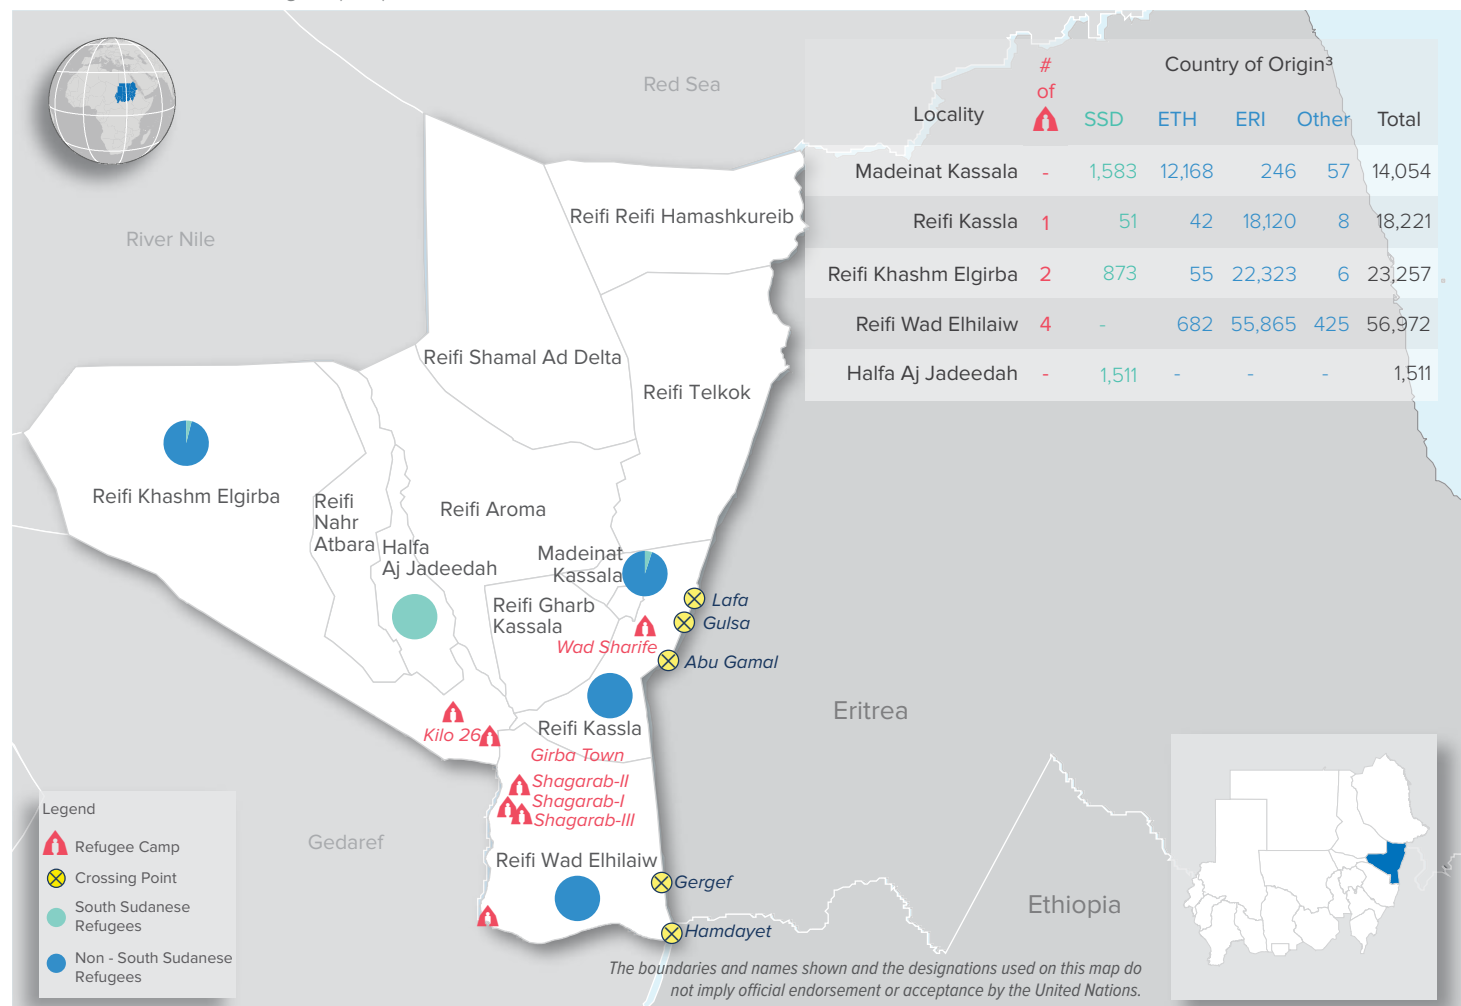 Red Sea
River Nile
# of
Country of Origin³
Locality SSD ETH ERI Other Total
Madeinat Kassala - 1,583 12,168 246 57 14,054
Reifi Kassla 1 51 42 18,120 8 18,221
Reifi Khashm Elgirba 2 873 55 22,323 6 23,257
Reifi Wad Elhilaiw 4 - 682 55,865 425 56,972
Halfa Aj Jadeedah - 1,511 - - - 1,511
Reifi Reifi Hamashkureib
Reifi Shamal Ad Delta
Reifi Telkok
Reifi Khashm Elgirba
Reifi
Nahr
Atbara
Reifi Aroma
Halfa
Aj Jadeedah
Madeinat
Kassala
Reifi Gharb
Kassala
Lafa
Gulsa
Wad Sharife
Abu Gamal
Eritrea
Reifi Kassla
Kilo 26
Girba Town
Shagarab-II
Shagarab-I
Shagarab-III
Gedaref
Reifi Wad Elhilaiw
Gergef
Hamdayet
Ethiopia
Legend
Refugee Camp
Crossing Point
South Sudanese
Refugees
Non - South Sudanese
Refugees
The boundaries and names shown and the designations used on this map do
not imply official endorsement or acceptance by the United Nations.